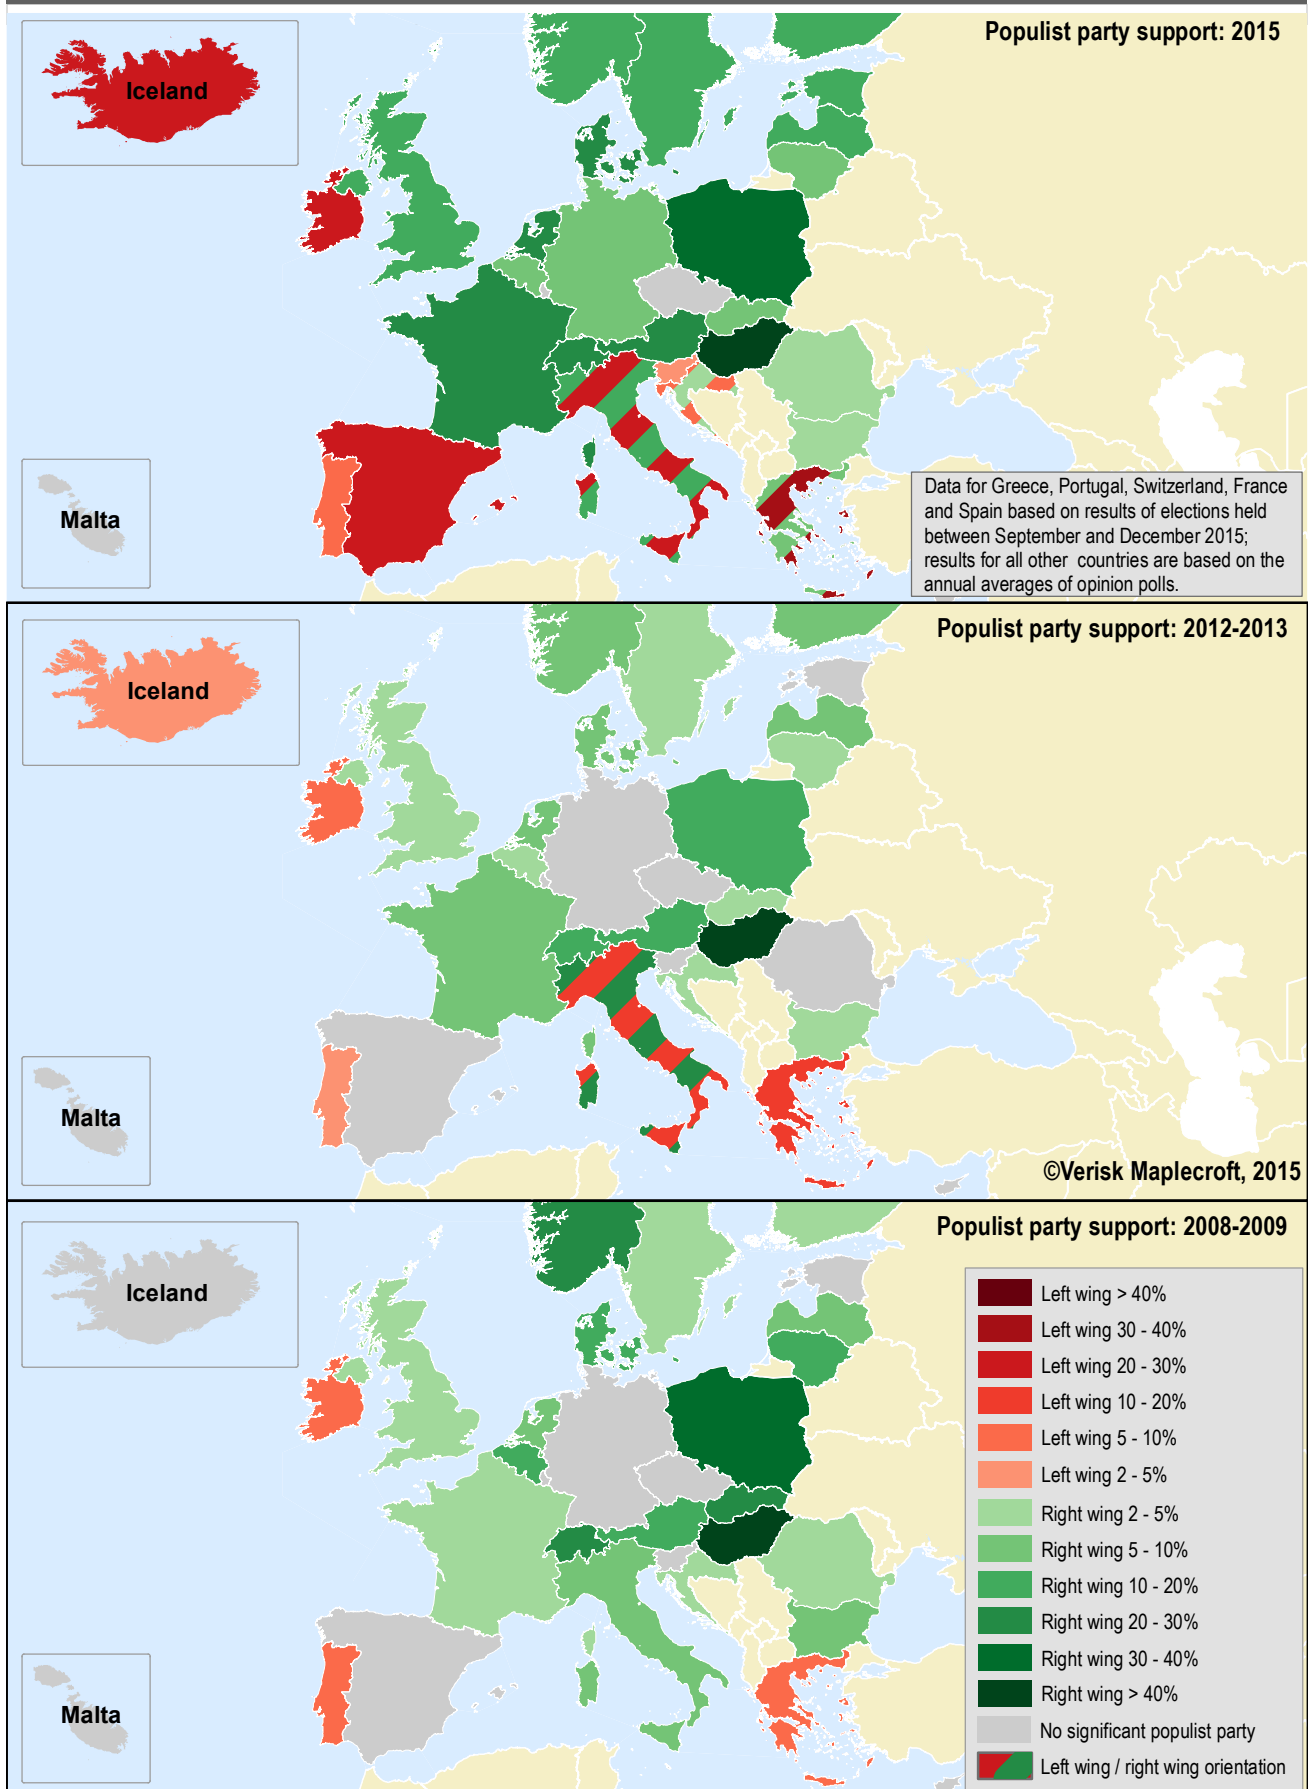 Populist party support: 2015
Iceland
Malta
Data for Greece, Portugal, Switzerland, France
and Spain based on results of elections held
between September and December 2015;
results for all other countries are based on the
annual averages of opinion polls.
Populist party support: 2012-2013
Iceland
Malta
©Verisk Maplecroft, 2015
Populist party support: 2008-2009
Iceland
Malta
Left wing > 40%
Left wing 30 - 40%
Left wing 20 - 30%
Left wing 10 - 20%
Left wing 5 - 10%
Left wing 2 - 5%
Right wing 2 - 5%
Right wing 5 - 10%
Right wing 10 - 20%
Right wing 20 - 30%
Right wing 30 - 40%
Right wing > 40%
No significant populist party
Left wing / right wing orientation